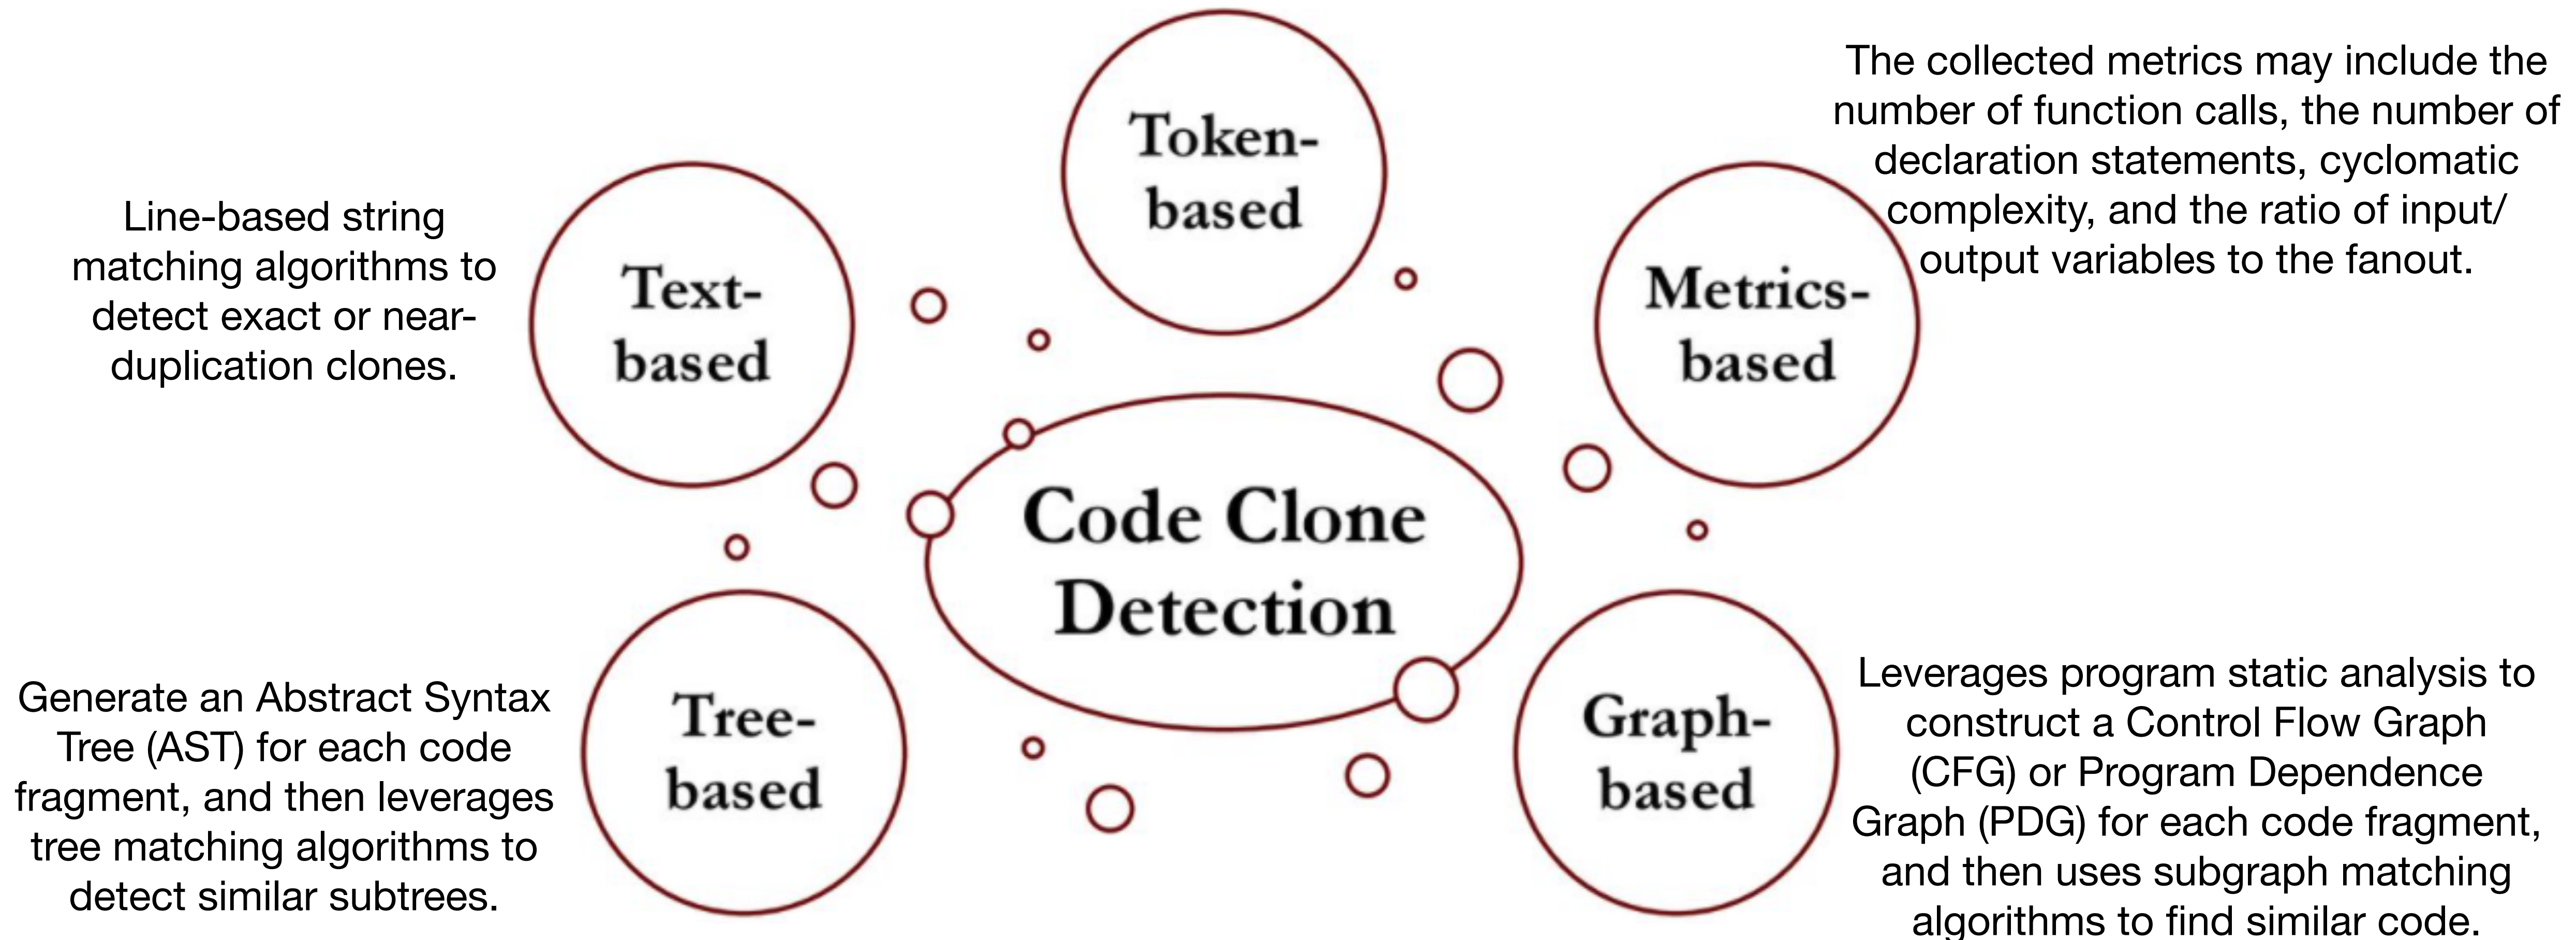 Token-
based
The collected metrics may include the
number of function calls, the number of
declaration statements, cyclomatic
complexity, and the ratio of input/
output variables to the fanout.
Line-based string
matching algorithms to
detect exact or near-
duplication clones.
Text-
based
Metrics-
based
Code Clone
Detection
Generate an Abstract Syntax
Tree (AST) for each code
fragment, and then leverages
tree matching algorithms to
detect similar subtrees.
Tree-
based
Graph-
based
Leverages program static analysis to
construct a Control Flow Graph
(CFG) or Program Dependence
Graph (PDG) for each code fragment,
and then uses subgraph matching
algorithms to find similar code.